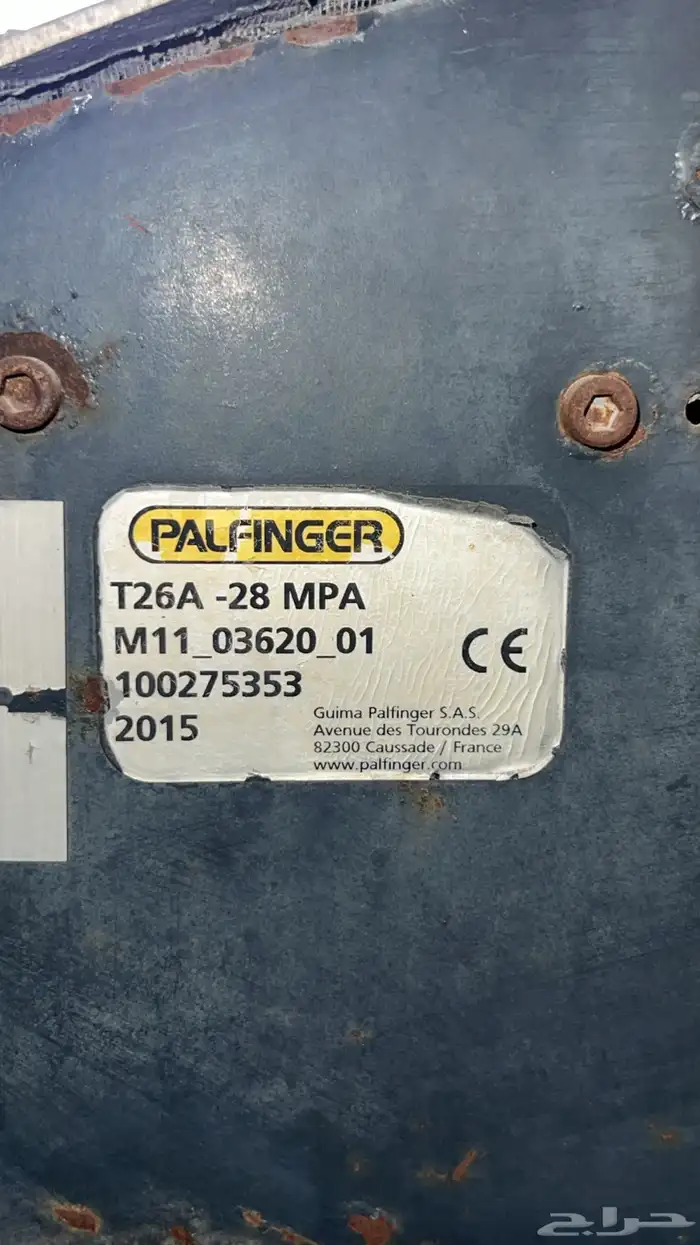 PALFINGER
T26A -28 MPA
M11_03620_01
100275353
2015
CE
Guima Palfinger S.A.S.
Avenue des Tourondes 29A
82300 Caussade / France
www.palfinger.com
حراج